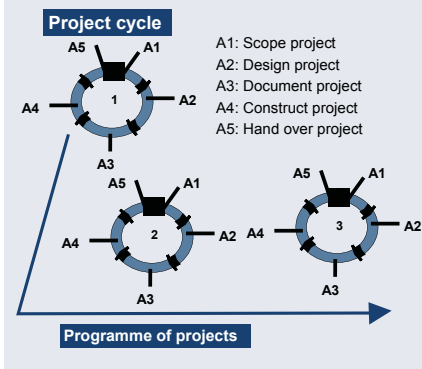 Project cycle
A5 A1
A4 1 A2
A3
A1: Scope project
A2: Design project
A3: Document project
A4: Construct project
A5: Hand over project
A5 A1
A4 2 A2
A3
A5 A1
A4 3 A2
A3
Programme of projects